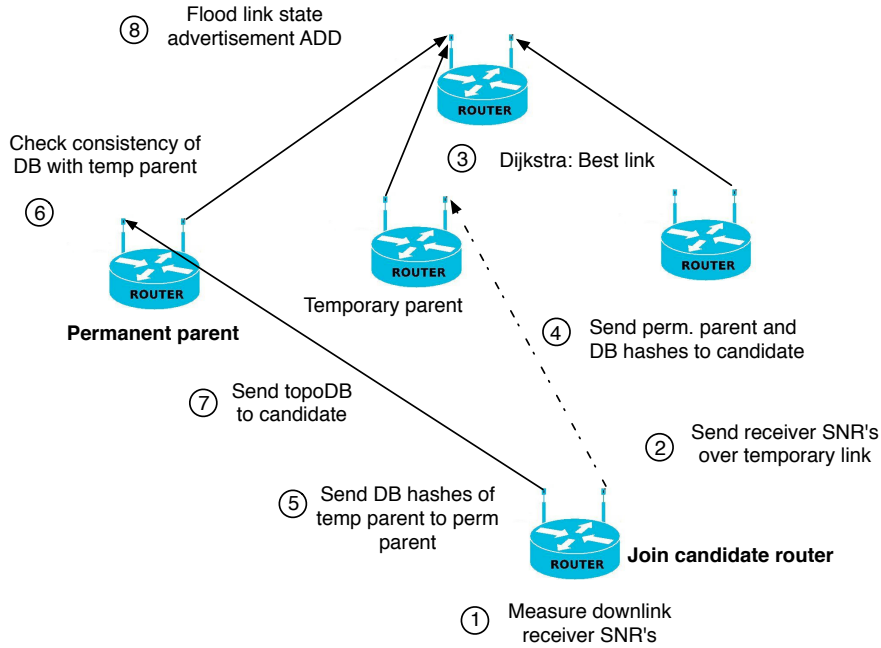 ⑧ Flood link state
advertisement ADD
ROUTER
Check consistency of
DB with temp parent
⑥
③ Dijkstra: Best link
ROUTER
ROUTER
ROUTER
Temporary parent
Permanent parent
④ Send perm. parent and
DB hashes to candidate
⑦ Send topoDB
to candidate
② Send receiver SNR's
over temporary link
⑤ Send DB hashes of
temp parent to perm
parent
ROUTER
Join candidate router
① Measure downlink
receiver SNR's